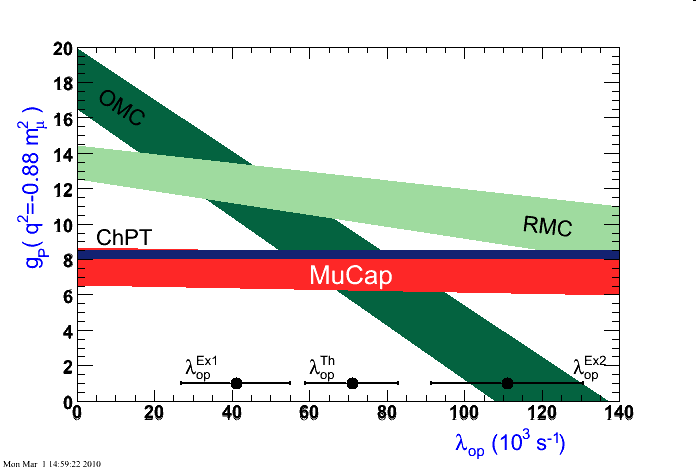 20
18
16
14
12
10
8
6
4
2
0
g_P( q²=-0.88 m²_μ )
OMC
RMC
ChPT
MuCap
λ_op^Ex1
λ_op^Th
λ_op^Ex2
0 20 40 60 80 100 120 140
λ_op (10³ s⁻¹)
Mon Mar 1 14:59:22 2010